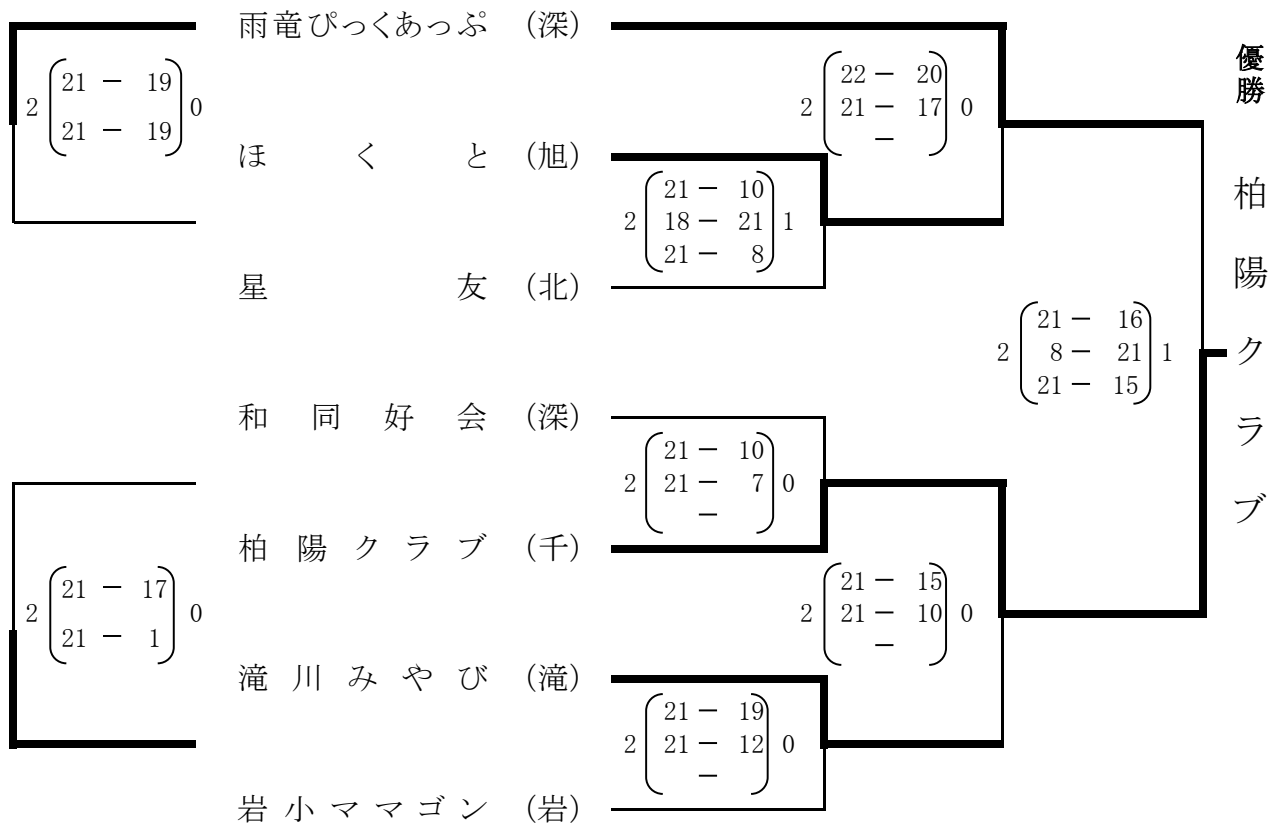 雨竜ぴっくあっぷ （深）
ほくと （旭）
星友 （北）
和同好会 （深）
柏陽クラブ （千）
滝川みやび （滝）
岩小ママゴン （岩）
2 21 － 19 0
21 － 19
2 21 － 17 0
21 － 1
2 22 － 20 0
21 － 17
－
2 21 － 10 1
18 － 21
21 － 8
2 21 － 10 0
21 － 7
－
2 21 － 15 0
21 － 10
－
2 21 － 19 0
21 － 12
－
2 21 － 16 1
8 － 21
21 － 15
優勝
柏陽クラブ